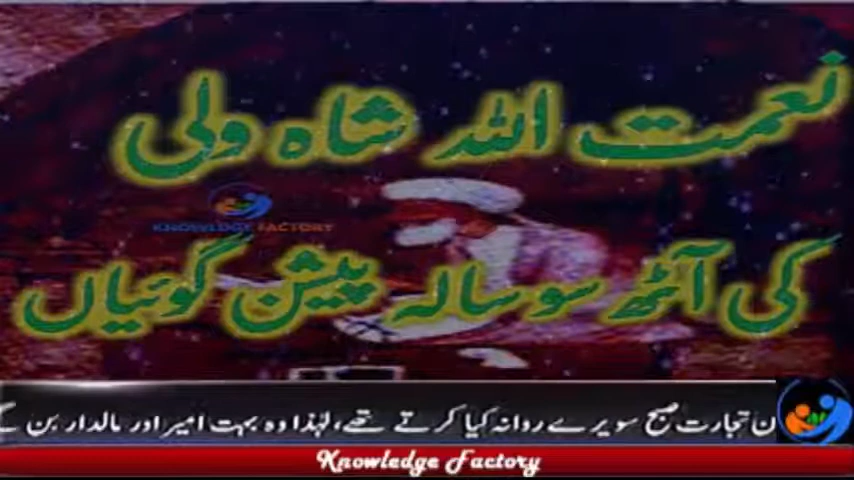 نعمت اللہ شاہ ولی
KNOWLEDGE FACTORY
کی آٹھ سو سالہ پیشن گوئیاں
ن تجارت صبح سویرے روانہ کیا کرتے تھے، لہٰذا وہ بہت امیر اور مالدار بن گ
Knowledge Factory